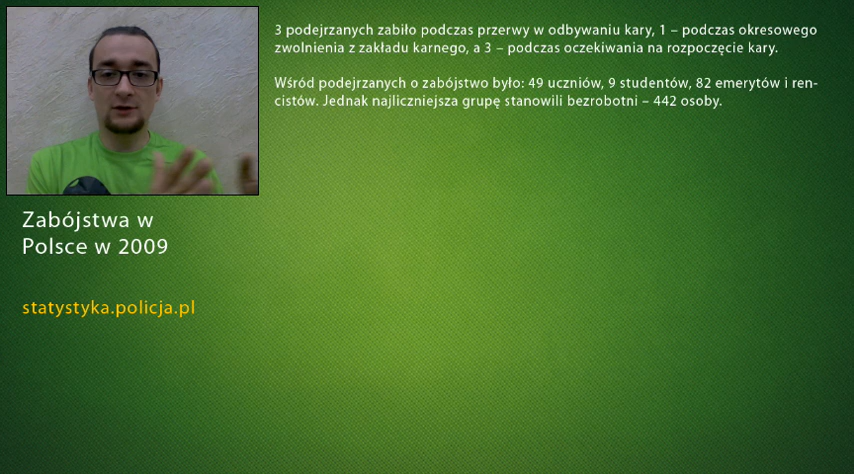 3 podejrzanych zabiło podczas przerwy w odbywaniu kary, 1 – podczas okresowego
zwolnienia z zakładu karnego, a 3 – podczas oczekiwania na rozpoczęcie kary.
Wśród podejrzanych o zabójstwo było: 49 uczniów, 9 studentów, 82 emerytów i ren-
cistów. Jednak najliczniejsza grupę stanowili bezrobotni – 442 osoby.
Zabójstwa w
Polsce w 2009
statystyka.policja.pl